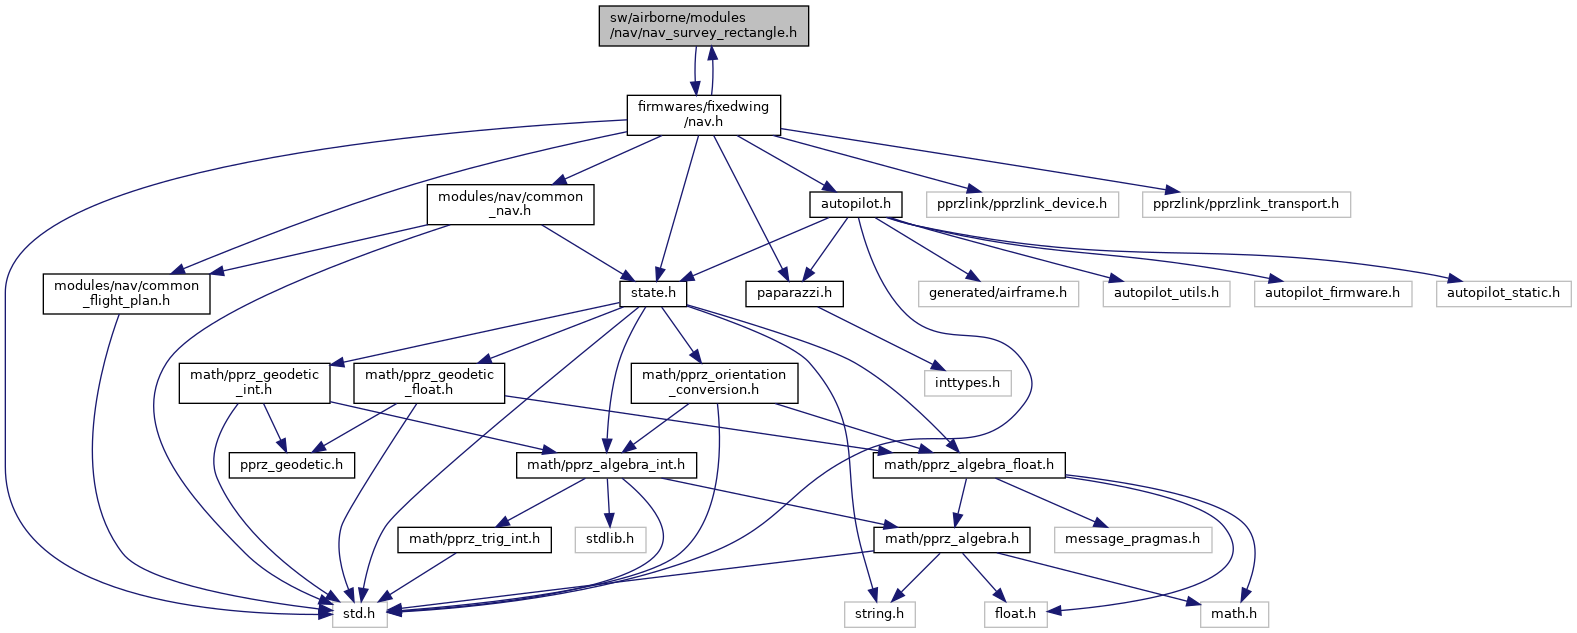 sw/airborne/modules
/nav/nav_survey_rectangle.h
firmwares/fixedwing
/nav.h
modules/nav/common
_nav.h
autopilot.h
pprzlink/pprzlink_device.h
pprzlink/pprzlink_transport.h
modules/nav/common
_flight_plan.h
state.h
paparazzi.h
generated/airframe.h
autopilot_utils.h
autopilot_firmware.h
autopilot_static.h
math/pprz_geodetic
_int.h
math/pprz_geodetic
_float.h
math/pprz_orientation
_conversion.h
inttypes.h
pprz_geodetic.h
math/pprz_algebra_int.h
math/pprz_algebra_float.h
math/pprz_trig_int.h
stdlib.h
math/pprz_algebra.h
message_pragmas.h
std.h
string.h
float.h
math.h